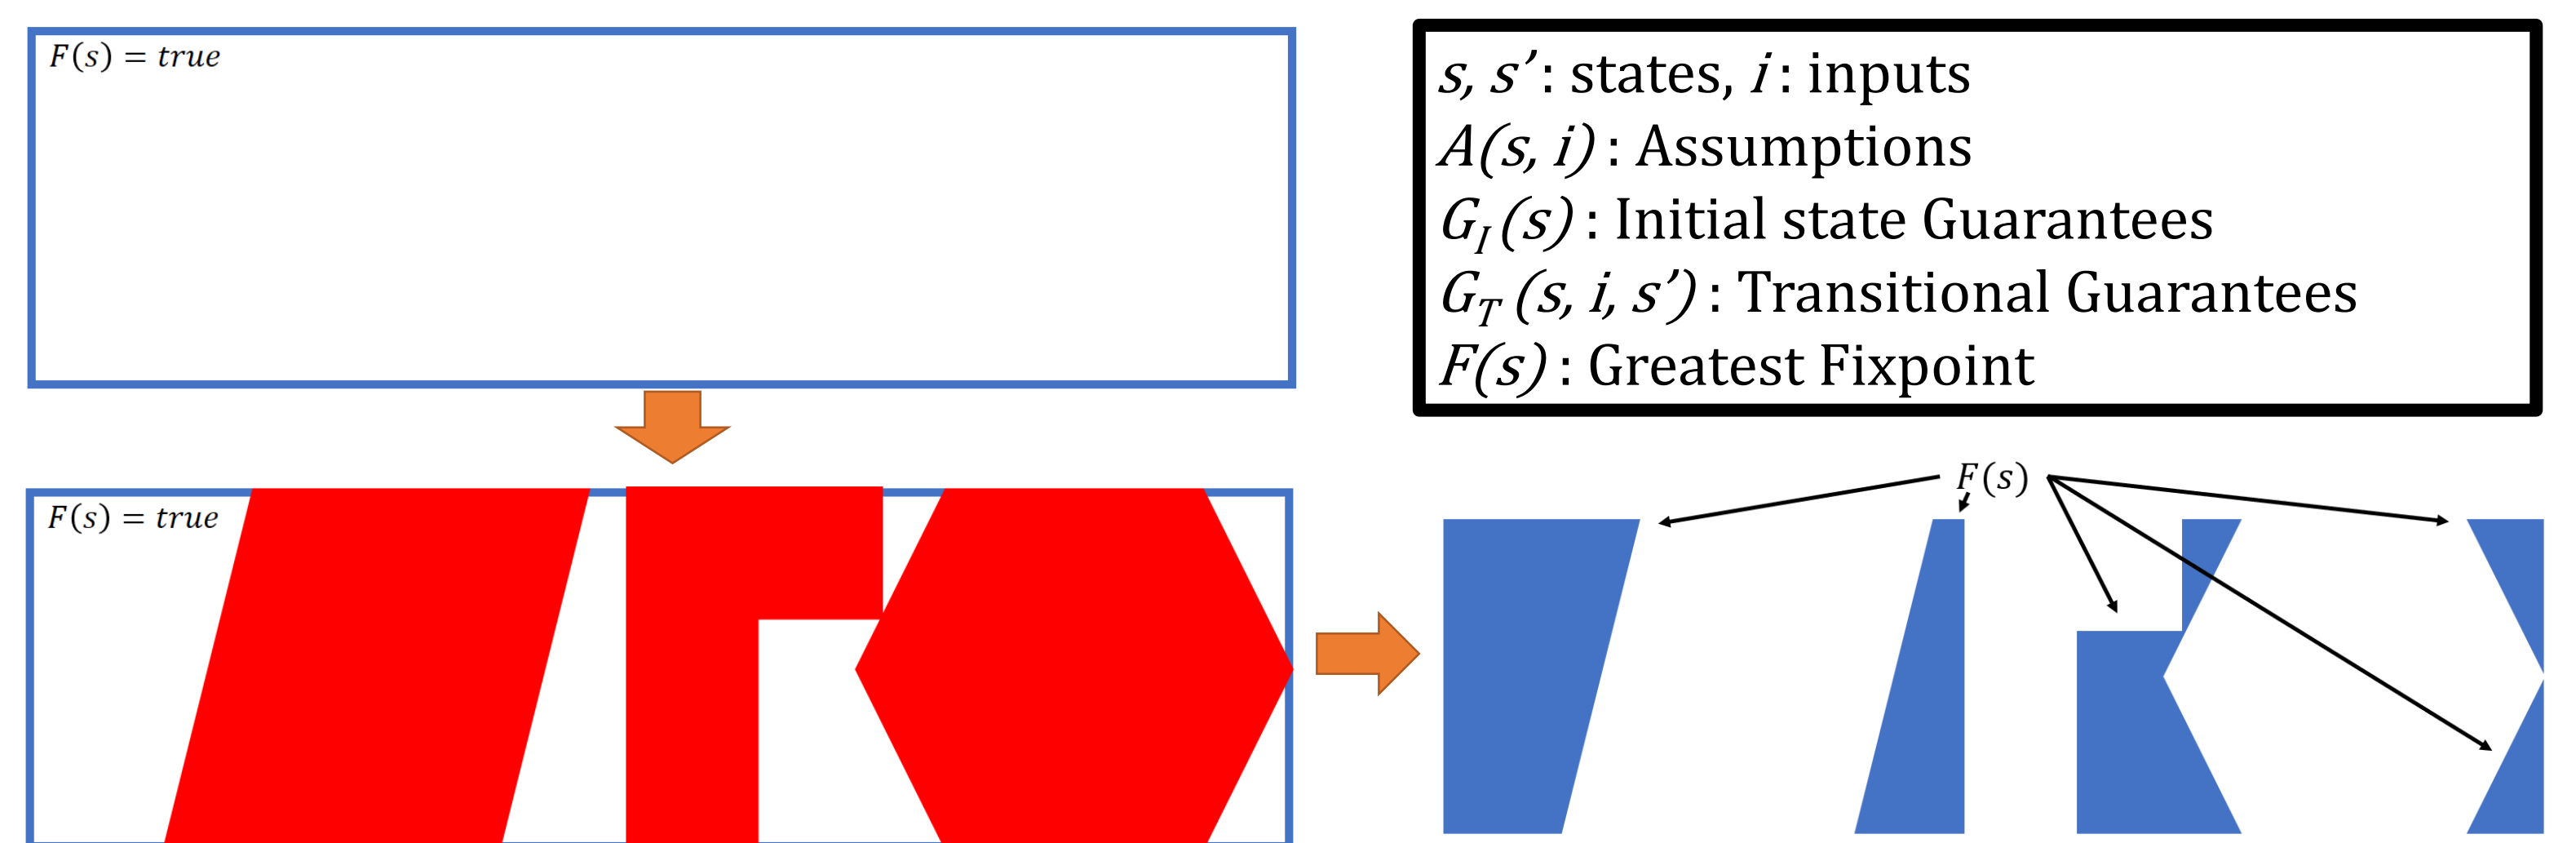 F(s) = true
s, s’ : states, i : inputs
A(s, i) : Assumptions
G_I (s) : Initial state Guarantees
G_T (s, i, s’) : Transitional Guarantees
F(s) : Greatest Fixpoint
F(s) = true
F(s)